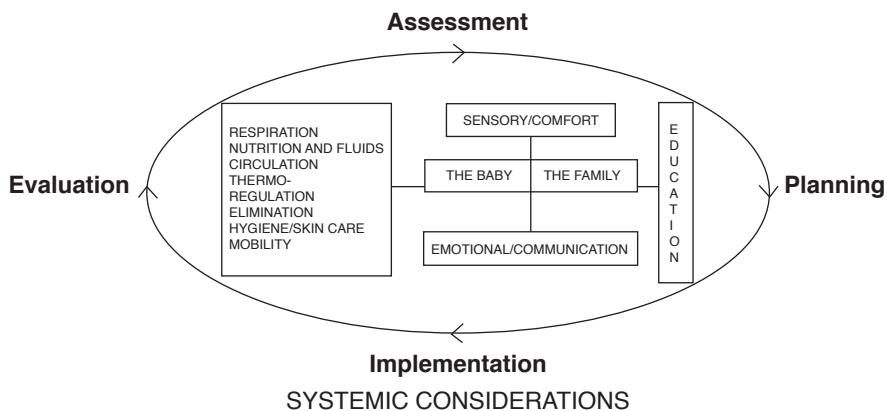 Assessment
SENSORY/COMFORT
RESPIRATION
NUTRITION AND FLUIDS
CIRCULATION
THERMO-
REGULATION
ELIMINATION
HYGIENE/SKIN CARE
MOBILITY
THE BABY
THE FAMILY
EDUCATION
Evaluation
Planning
EMOTIONAL/COMMUNICATION
Implementation
SYSTEMIC CONSIDERATIONS